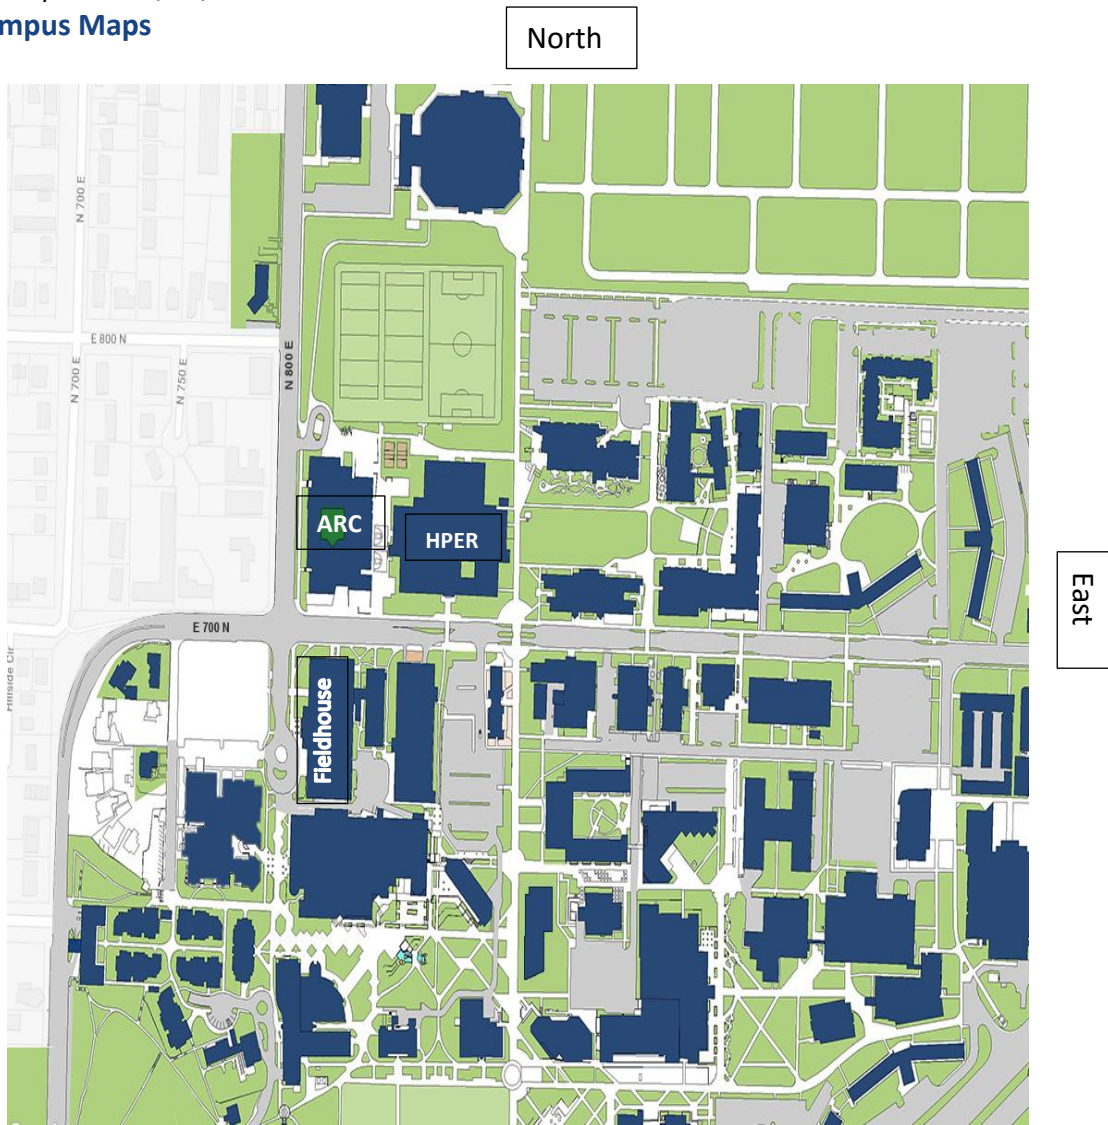 mpus Maps
North
N 700 E
E 800 N
N 700 E
N 750 E
N 800 E
ARC
HPER
East
E 700 N
Hillside Cir
Fieldhouse